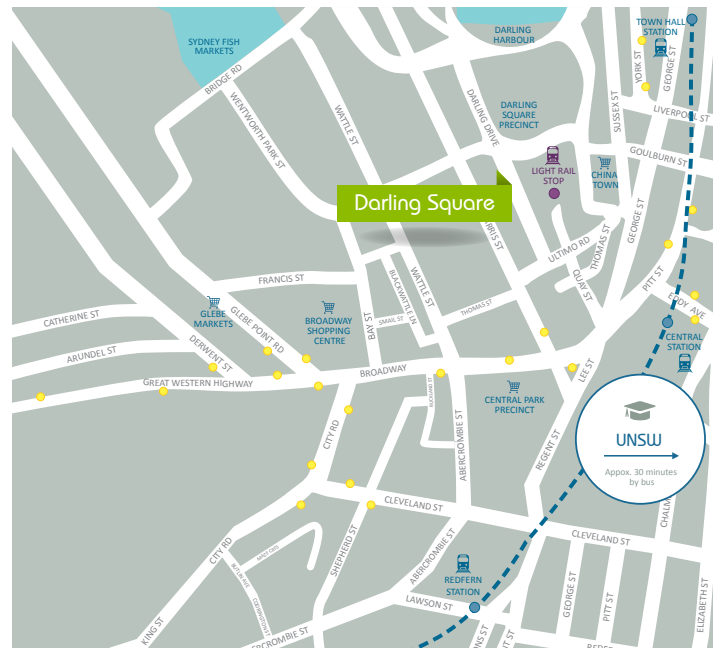 TOWN HALL
STATION
SYDNEY FISH
MARKETS
DARLING
HARBOUR
BRIDGE RD
WENTWORTH PARK ST
WATTLE ST
DARLING DRIVE
DARLING
SQUARE
PRECINCT
SUSSEX ST
YORK ST
GEORGE ST
LIVERPOOL ST
GOULBURN ST
LIGHT RAIL
STOP
CHINA
TOWN
Darling Square
GEORGE ST
THOMAS ST
ULTIMO RD
QUAY ST
PITT ST
EDDY AVE
FRANCIS ST
BLACKWATTLE LN
WATTLE ST
THOMAS ST
SMAIL ST
BAY ST
CATHERINE ST
ARUNDEL ST
GLEBE
MARKETS
GLEBE POINT RD
DERWENT ST
BROADWAY
SHOPPING
CENTRE
CENTRAL
STATION
GREAT WESTERN HIGHWAY
BROADWAY
LEE ST
CENTRAL PARK
PRECINCT
ABERCROMBIE ST
REGENT ST
CITY RD
UNSW
Appox. 30 minutes
by bus
CLEVELAND ST
CLEVELAND ST
CITY RD
SHEPHERD ST
ABERCROMBIE ST
REDFERN
STATION
LAWSON ST
GEORGE ST
PITT ST
ELIZABETH ST
KING ST